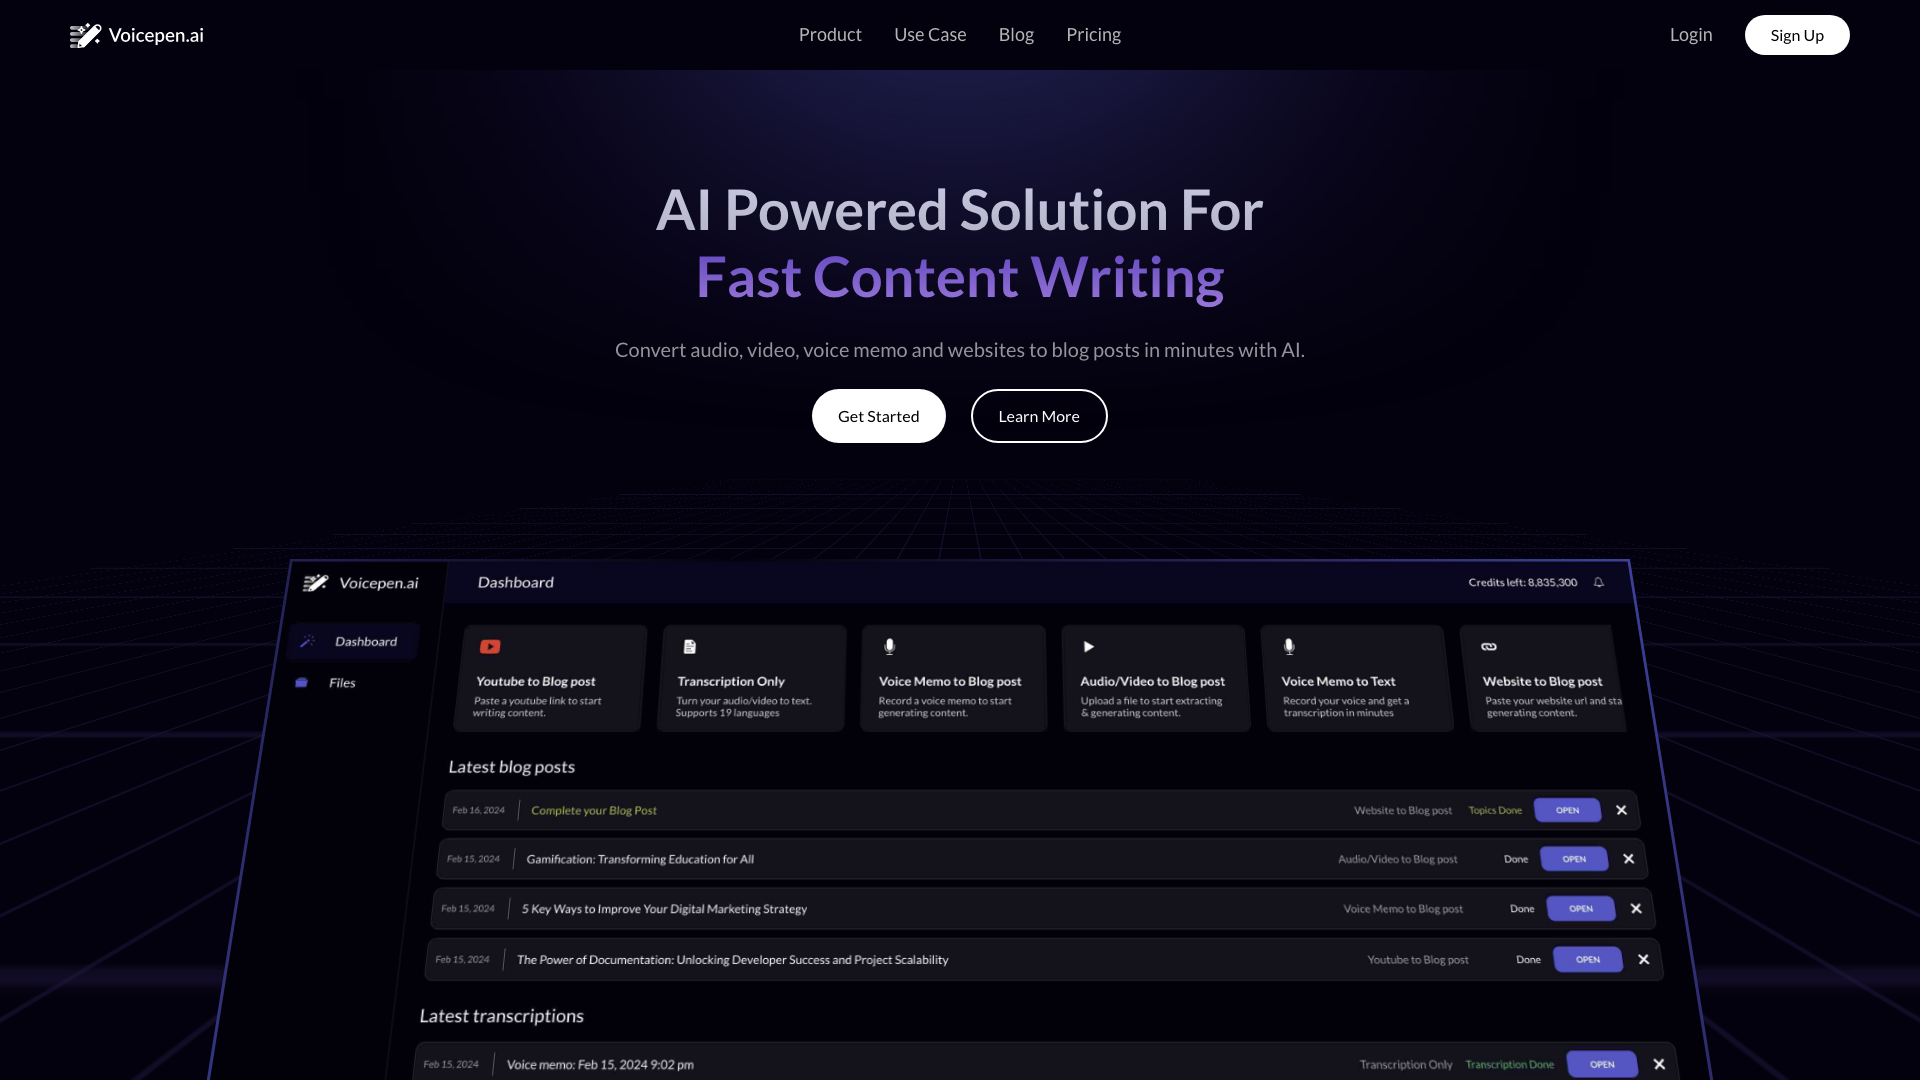 Voicepen.ai
Product
Use Case
Blog
Pricing
Login
Sign Up
AI Powered Solution For
Fast Content Writing
Convert audio, video, voice memo and websites to blog posts in minutes with AI.
Get Started
Learn More
Voicepen.ai
Dashboard
Credits left: 8,835,300
Dashboard
Files
Youtube to Blog post
Paste a youtube link to start
writing content.
Transcription Only
Turn your audio/video to text.
Supports 19 languages
Voice Memo to Blog post
Record a voice memo to start
generating content.
Audio/Video to Blog post
Upload a file to start extracting
& generating content.
Voice Memo to Text
Record your voice and get a
transcription in minutes
Website to Blog post
Paste your website url and sta
generating content.
Latest blog posts
Feb 16, 2024 Complete your Blog Post Website to Blog post Topics Done OPEN
Feb 15, 2024 Gamification: Transforming Education for All Audio/Video to Blog post Done OPEN
Feb 15, 2024 5 Key Ways to Improve Your Digital Marketing Strategy Voice Memo to Blog post Done OPEN
Feb 15, 2024 The Power of Documentation: Unlocking Developer Success and Project Scalability Youtube to Blog post Done OPEN
Latest transcriptions
Feb 15, 2024 Voice memo: Feb 15, 2024 9:02 pm Transcription Only Transcription Done OPEN